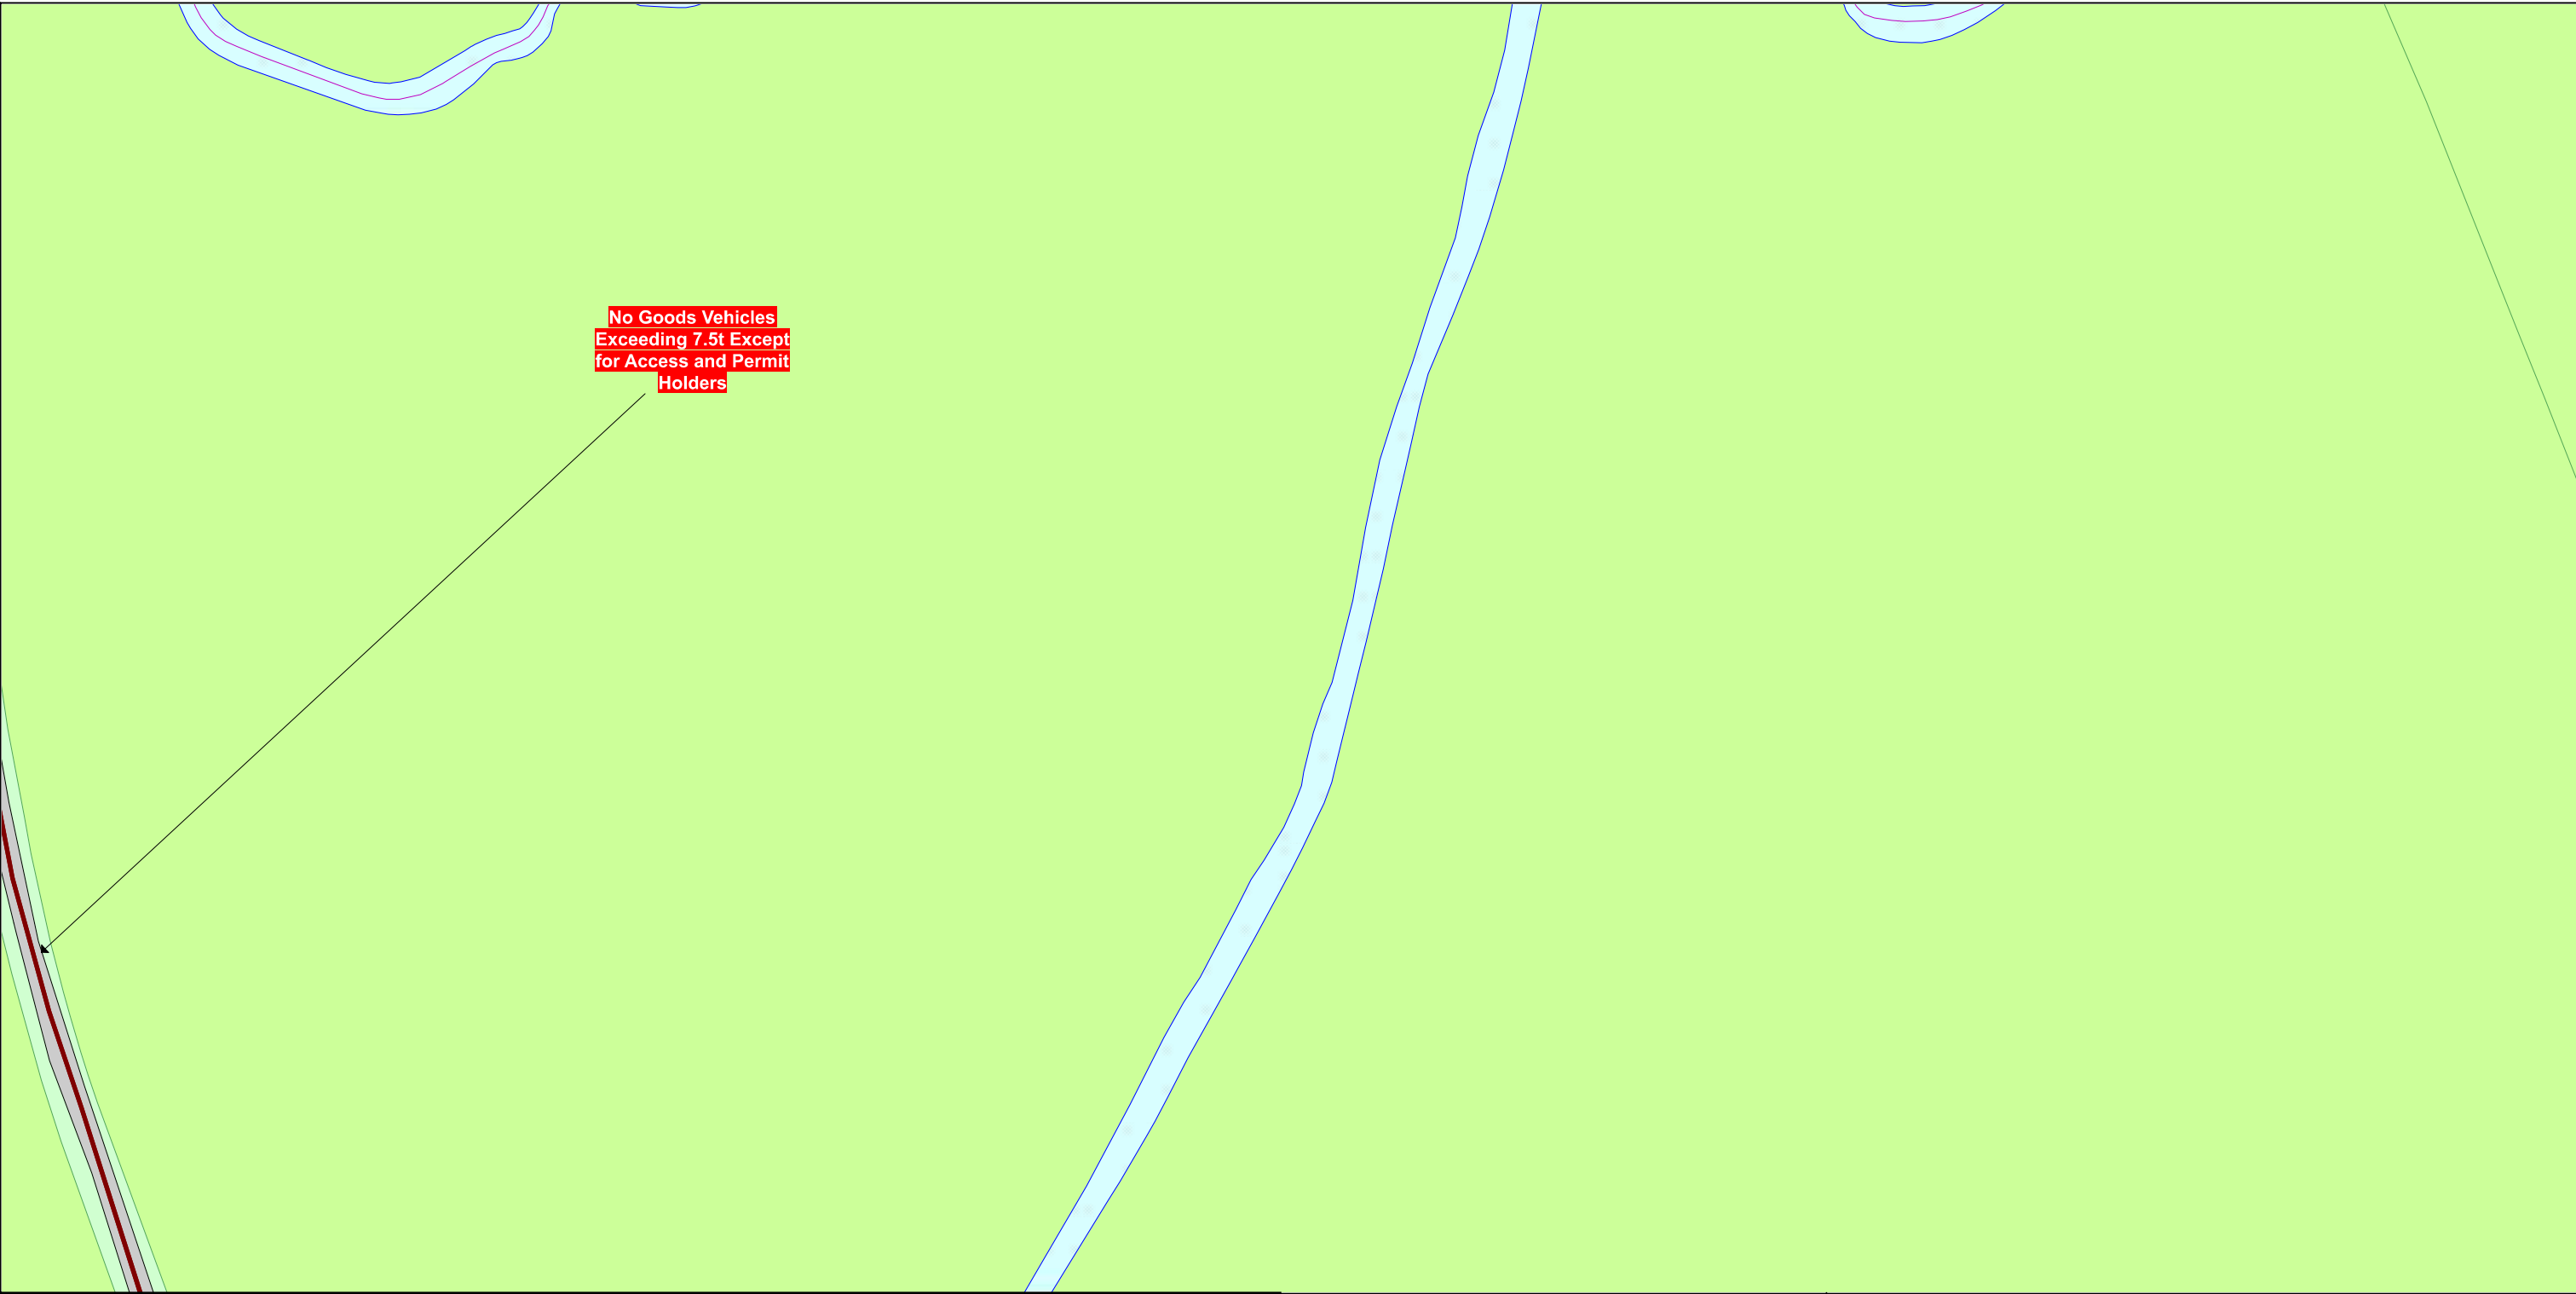 No Goods Vehicles
Exceeding 7.5t Except
for Access and Permit
Holders